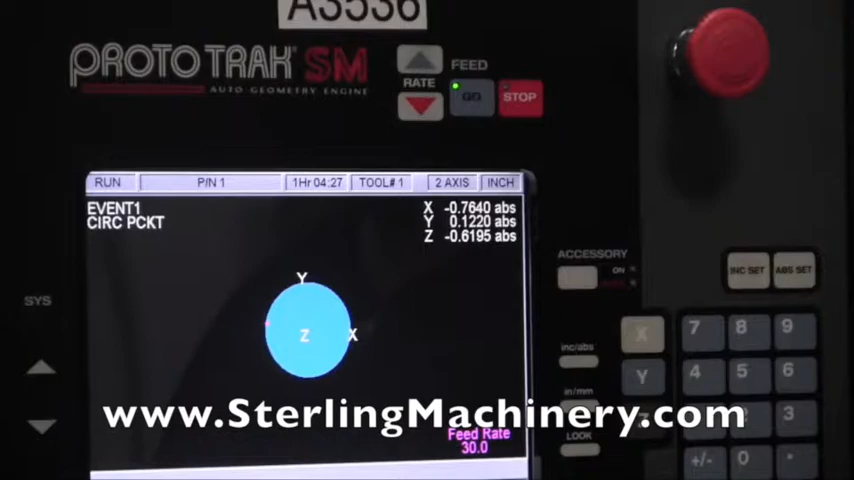 A3536
PROTOTRAK SM
AUTO GEOMETRY ENGINE
FEED
RATE
GO
STOP
RUN P/N 1 1Hr 04:27 TOOL# 1 2 AXIS INCH
EVENT1
CIRC PCKT
X -0.7640 abs
Y 0.1220 abs
Z -0.6195 abs
Y
Z X
Feed Rate
30.0
SYS
ACCESSORY
ON
INC SET ABS SET
inc/abs
in/mm
LOOK
X 7 8 9
Y 4 5 6
Z 3
+/- 0 .
www.SterlingMachinery.com